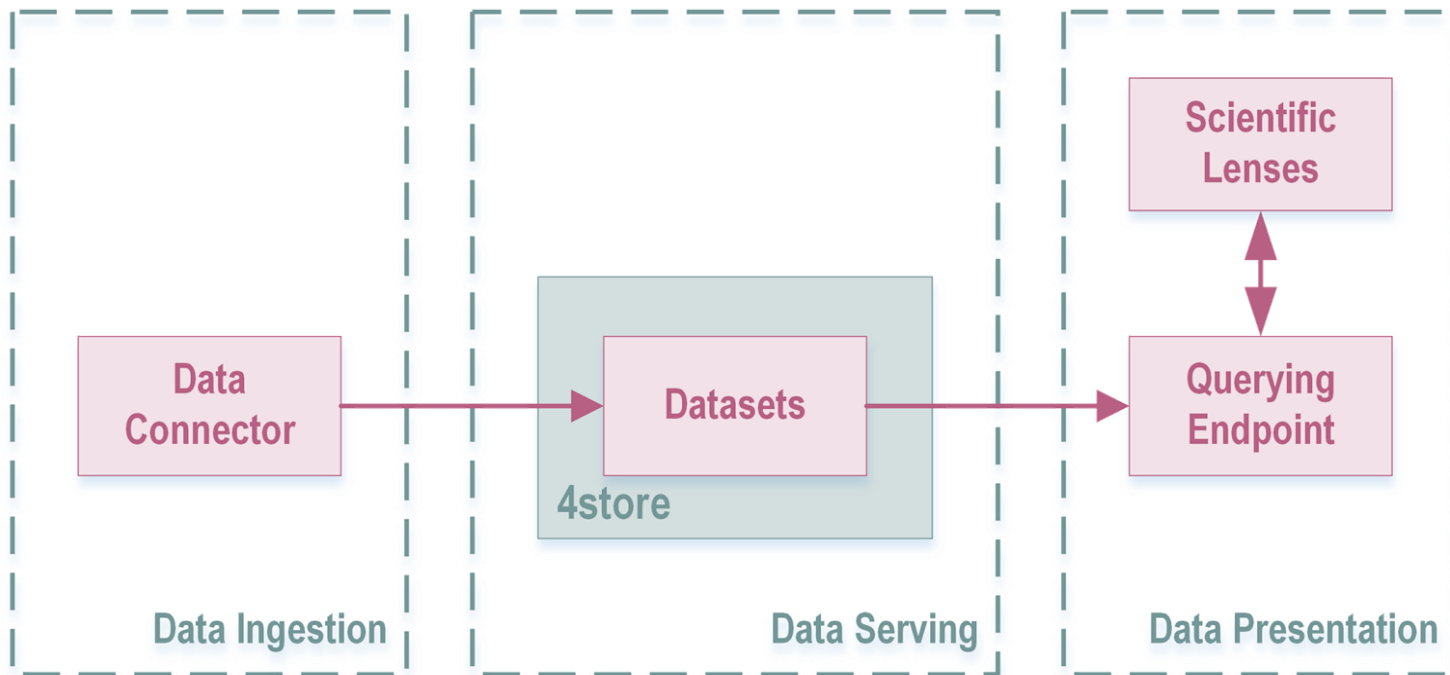 Scientific
Lenses
Data
Connector
Datasets
Querying
Endpoint
4store
Data Ingestion
Data Serving
Data Presentation